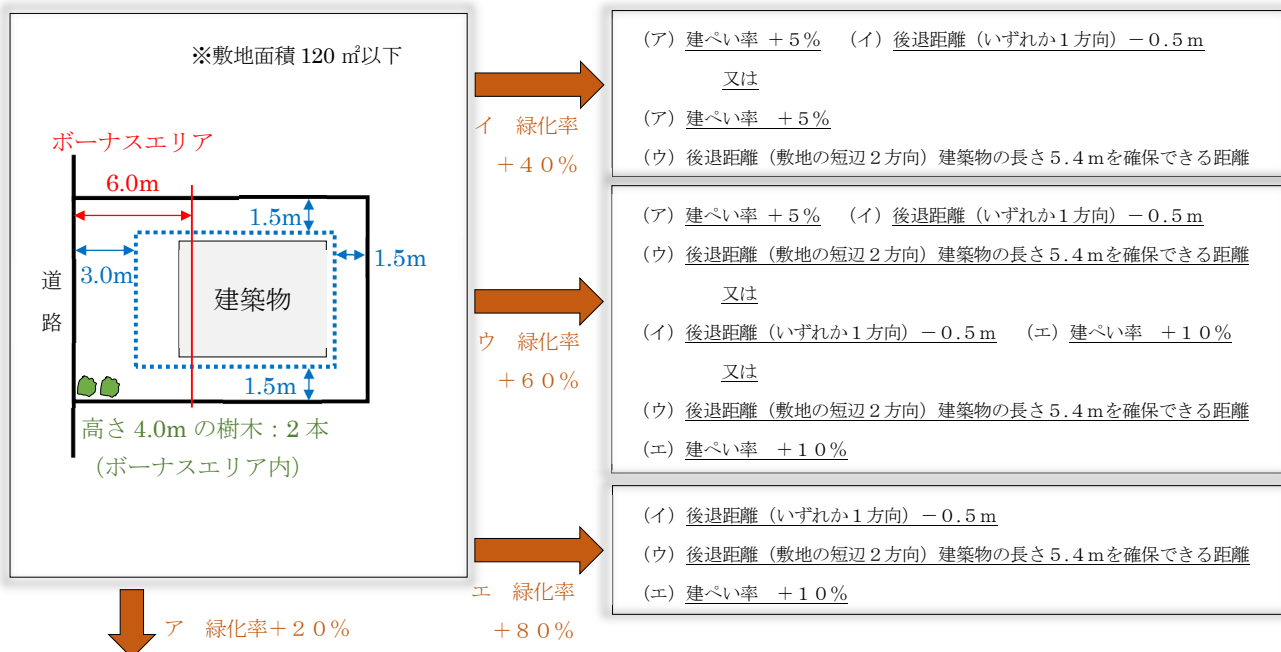 ※敷地面積 120 ㎡以下
ボーナスエリア
6.0m
1.5m
1.5m
3.0m
道路
建築物
1.5m
高さ 4.0m の樹木:2 本
(ボーナスエリア内)
イ 緑化率
+40%
ウ 緑化率
+60%
エ 緑化率
+80%
ア 緑化率+20%
(ア)建ぺい率 +5% (イ)後退距離(いずれか1方向)-0.5m
又は
(ア)建ぺい率 +5%
(ウ)後退距離(敷地の短辺2方向)建築物の長さ5.4mを確保できる距離
(ア)建ぺい率 +5% (イ)後退距離(いずれか1方向)-0.5m
(ウ)後退距離(敷地の短辺2方向)建築物の長さ5.4mを確保できる距離
又は
(イ)後退距離(いずれか1方向)-0.5m (エ)建ぺい率 +10%
又は
(ウ)後退距離(敷地の短辺2方向)建築物の長さ5.4mを確保できる距離
(エ)建ぺい率 +10%
(イ)後退距離(いずれか1方向)-0.5m
(ウ)後退距離(敷地の短辺2方向)建築物の長さ5.4mを確保できる距離
(エ)建ぺい率 +10%